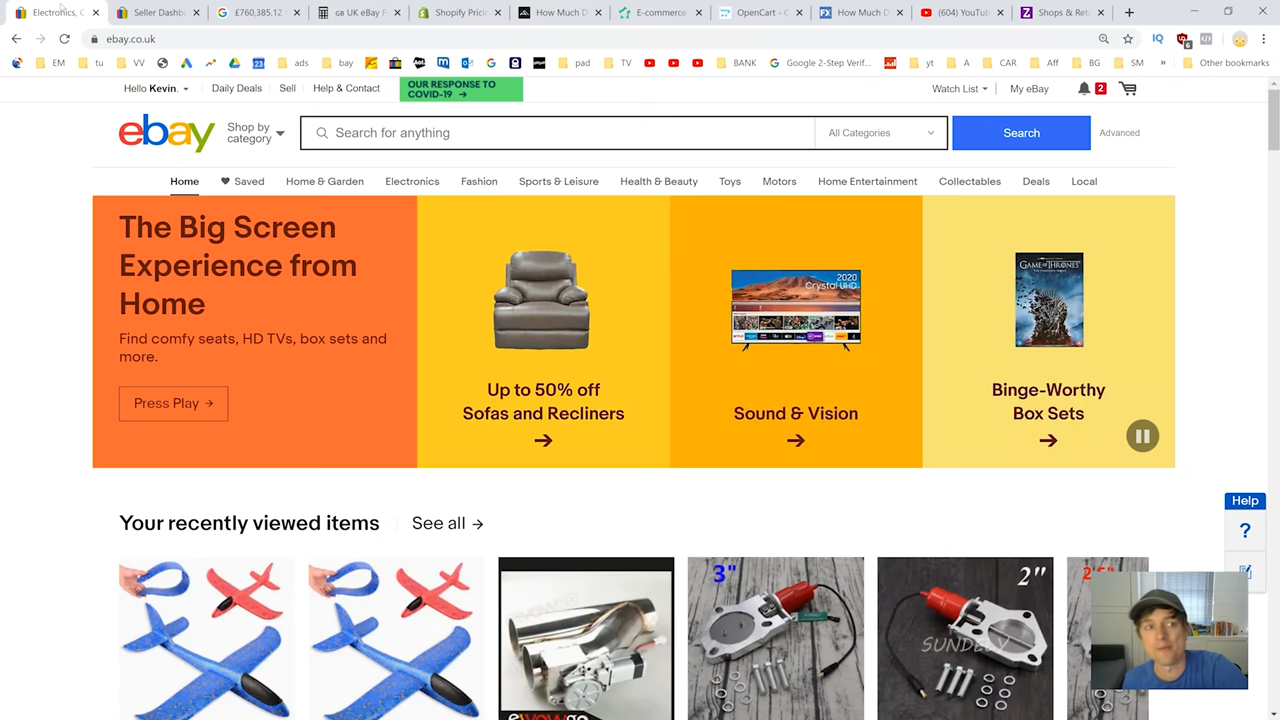 Electronics, C
Seller Dashb
£760,385.12
GB UK eBay F
Shopify Pricin
How Much D
E-commerce
OpenCart - C
How Much D
(604) YouTub
Shops & Ret
ebay.co.uk
EM
tu
VV
ads
bay
pad
TV
BANK
Google 2-Step Verif...
yt
A
CAR
Aff
BG
SM
»
Other bookmarks
Hello Kevin.
Daily Deals
Sell
Help & Contact
OUR RESPONSE TO
COVID-19 →
Watch List
My eBay
2
ebay
Shop by
category
Search for anything
All Categories
Search
Advanced
Home
Saved
Home & Garden
Electronics
Fashion
Sports & Leisure
Health & Beauty
Toys
Motors
Home Entertainment
Collectables
Deals
Local
The Big Screen
Experience from
Home
Find comfy seats, HD TVs, box sets and
more.
Press Play →
Up to 50% off
Sofas and Recliners
→
2020
Crystal UHD
Sound & Vision
→
GAME OF THRONES
Binge-Worthy
Box Sets
→
Help
?
Your recently viewed items
See all →
3"
2"
SUNDELY